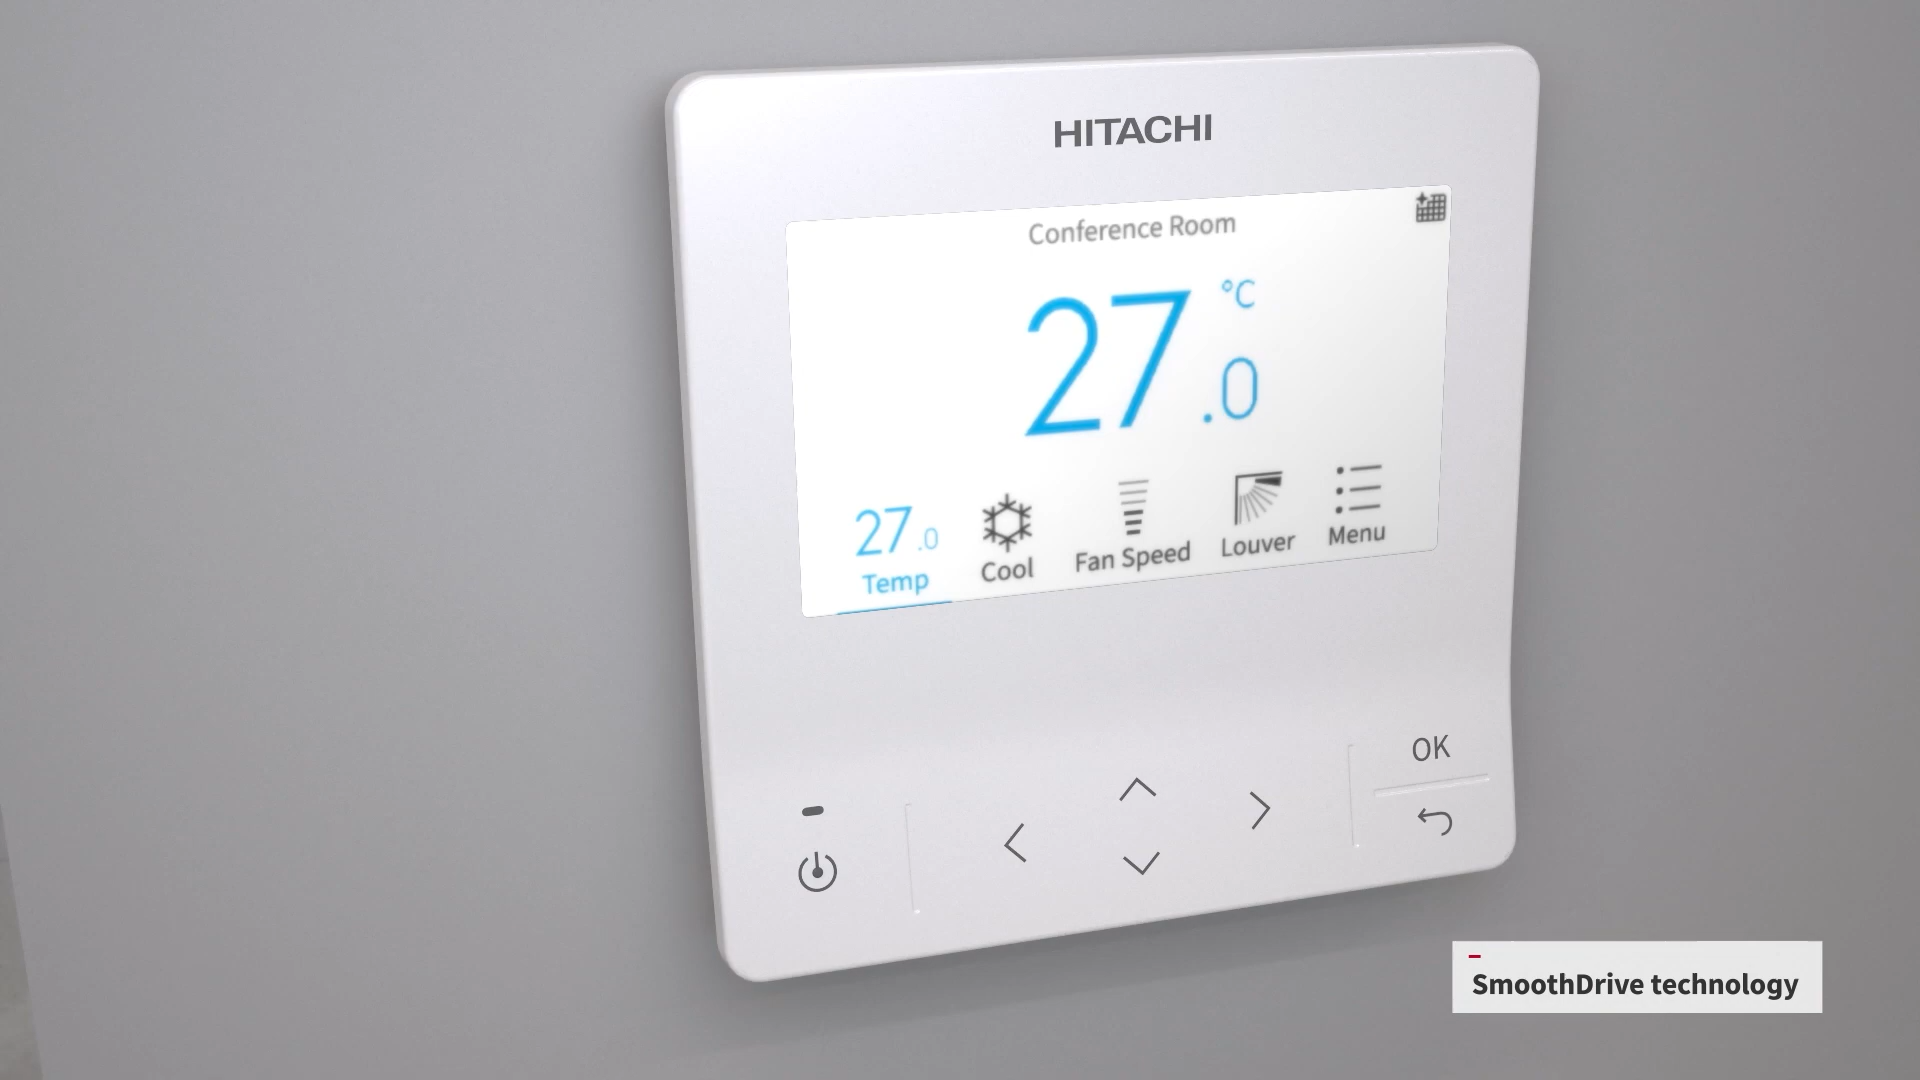 HITACHI
Conference Room
27.0 °C
27.0
Temp
Cool
Fan Speed
Louver
Menu
OK
SmoothDrive technology